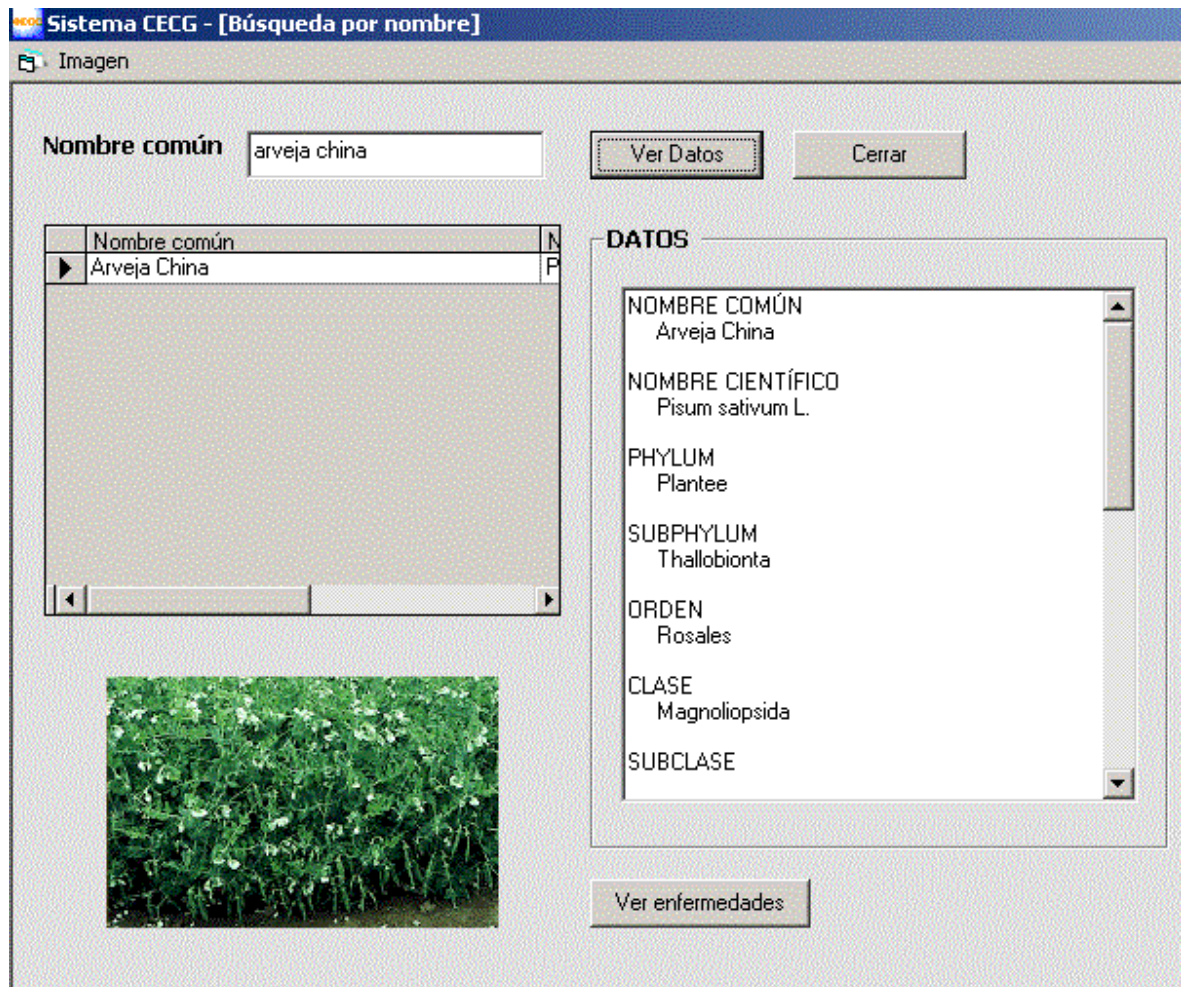 Sistema CECG - [Búsqueda por nombre]
Imagen
Nombre común
arveja china
Ver Datos
Cerrar
Nombre común
N
Arveja China
P
DATOS
NOMBRE COMÚN
Arveja China
NOMBRE CIENTÍFICO
Pisum sativum L.
PHYLUM
Plantee
SUBPHYLUM
Thallobionta
ORDEN
Rosales
CLASE
Magnoliopsida
SUBCLASE
Ver enfermedades